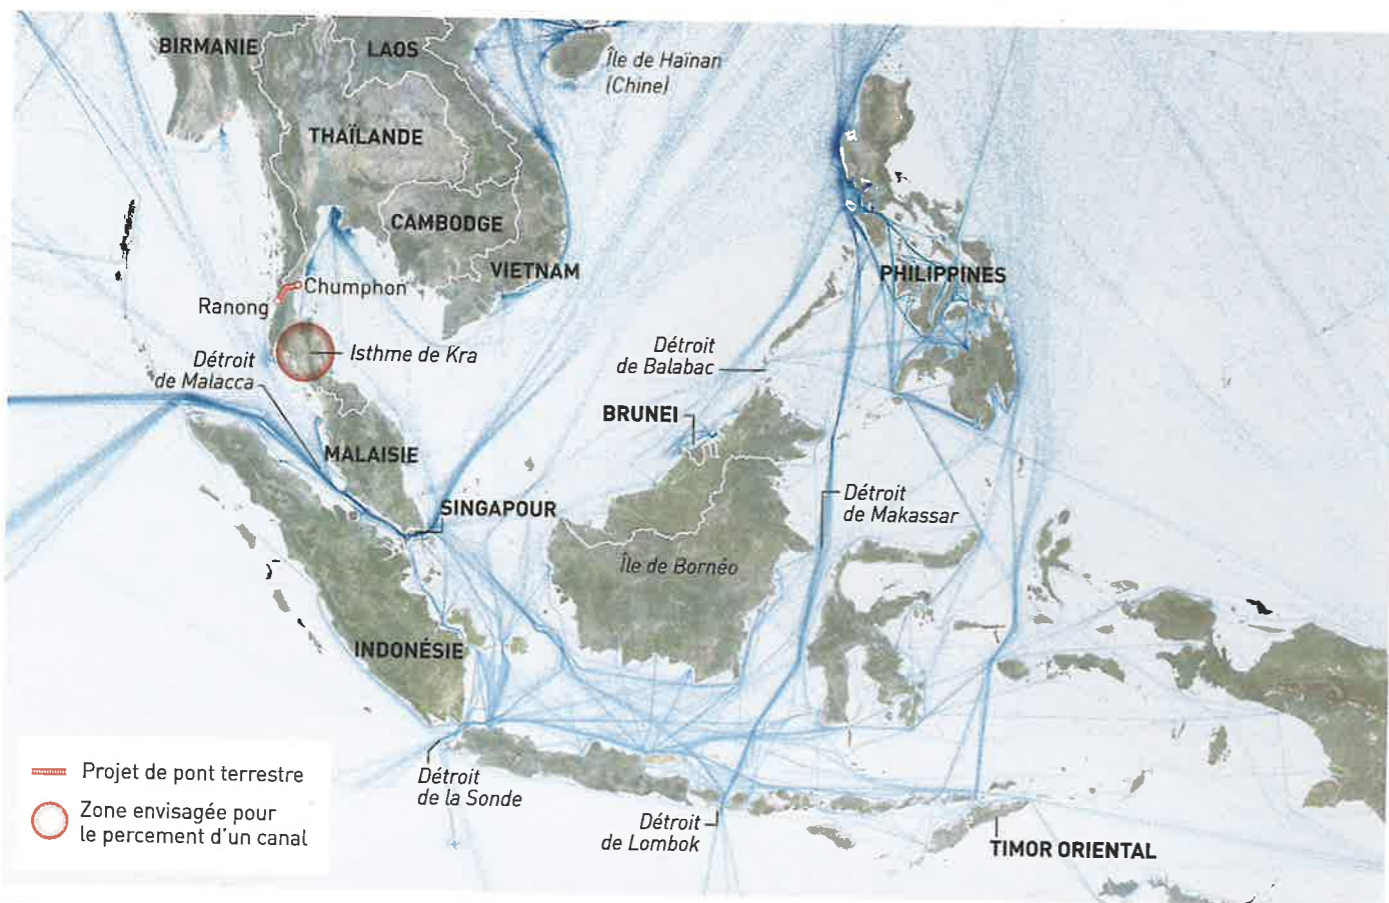 BIRMANIE
LAOS
Île de Haïnan
(Chine)
THAÏLANDE
CAMBODGE
VIETNAM
PHILIPPINES
Chumphon
Ranong
Isthme de Kra
Détroit
de Malacca
Détroit
de Balabac
BRUNEI
MALAISIE
SINGAPOUR
Détroit
de Makassar
Île de Bornéo
INDONÉSIE
Détroit
de la Sonde
Détroit
de Lombok
TIMOR ORIENTAL
Projet de pont terrestre
Zone envisagée pour
le percement d'un canal